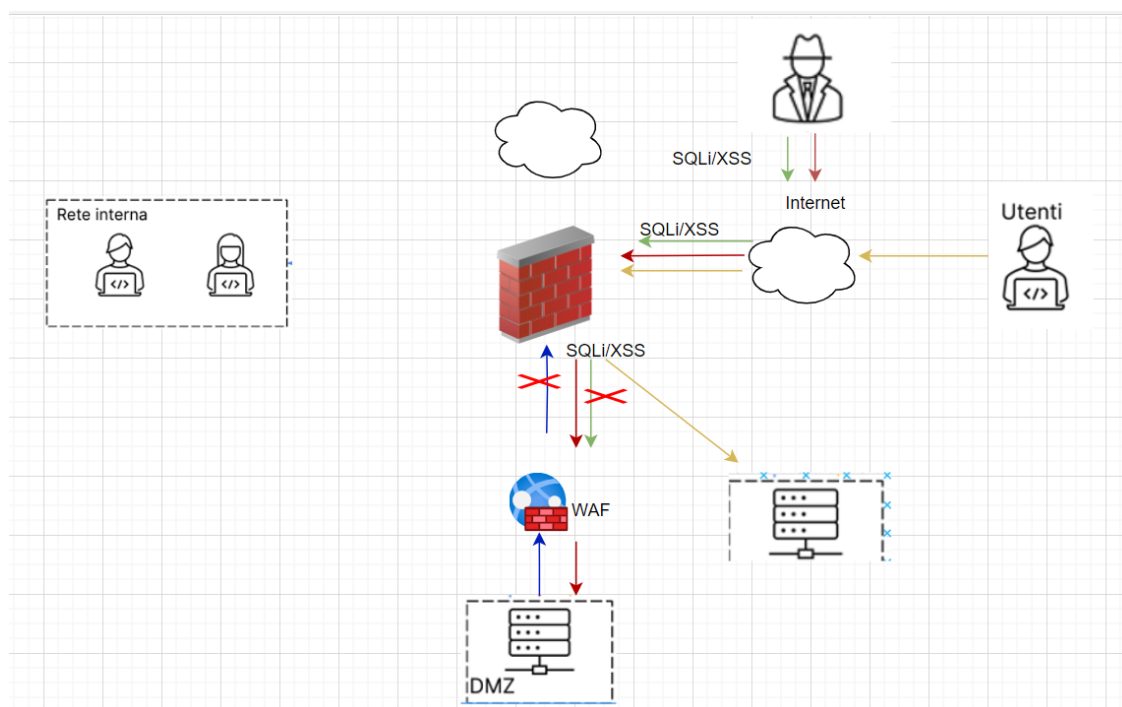 SQLi/XSS
Internet
Rete interna
Utenti
SQLi/XSS
SQLi/XSS
WAF
DMZ